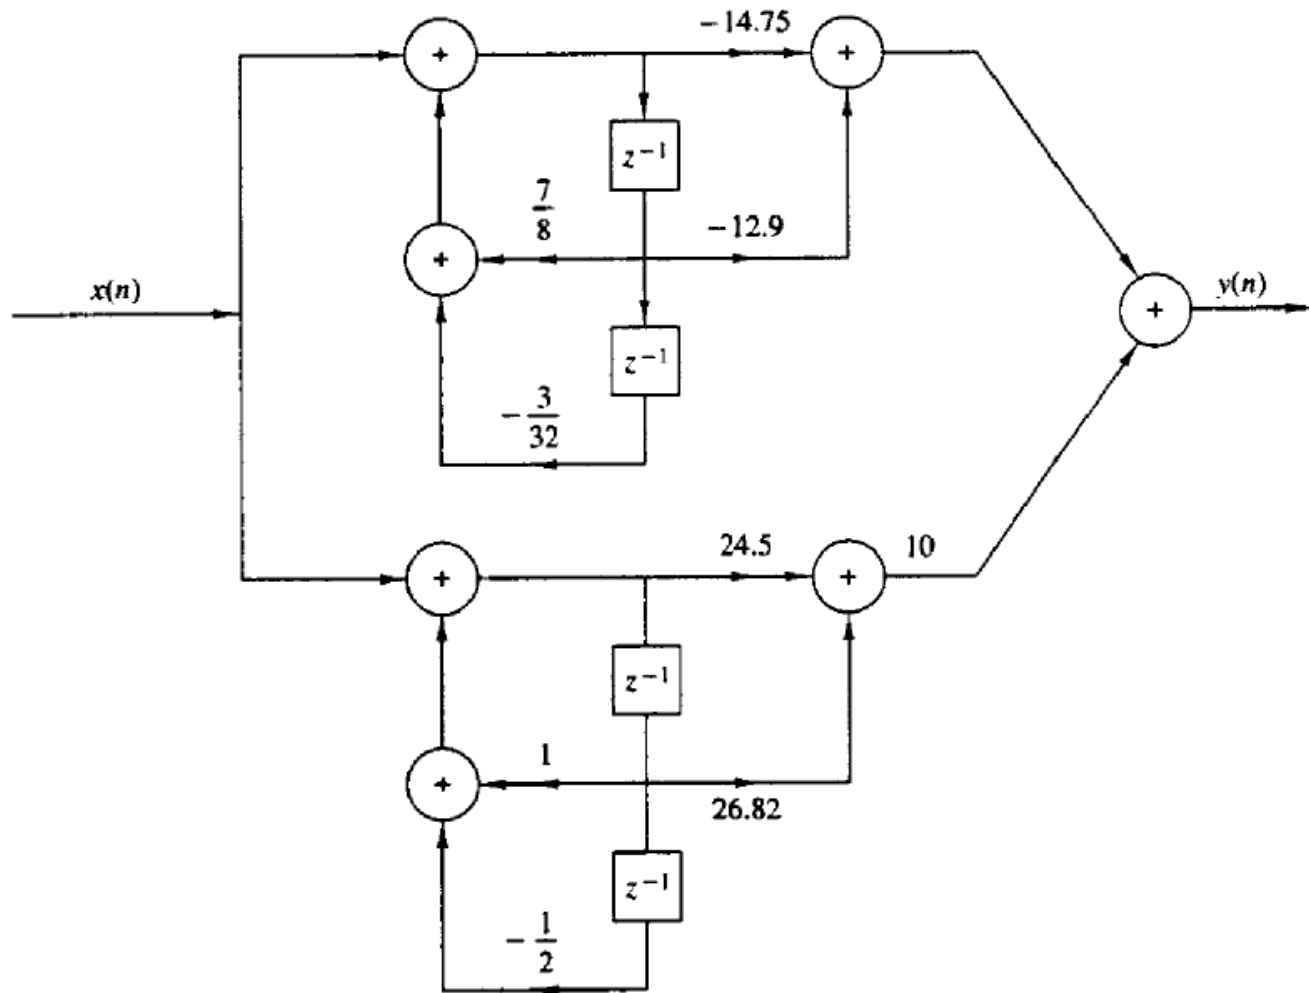 +
-14.75
+
z⁻¹
7/8
-12.9
+
x(n)
y(n)
+
z⁻¹
-3/32
+
24.5
+
10
z⁻¹
1
+
26.82
z⁻¹
-1/2